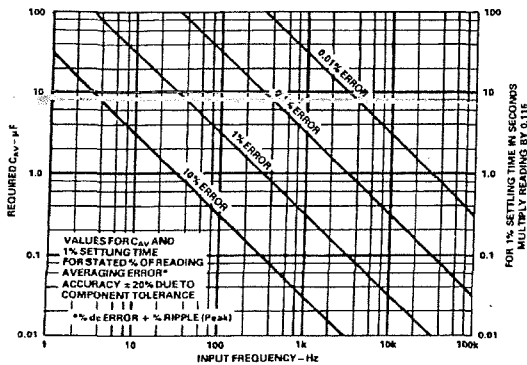 100
10
1.0
0.1
0.01
REQUIRED CAV – µF
0.01% ERROR
0.1% ERROR
1% ERROR
10% ERROR
VALUES FOR CAV AND
1% SETTLING TIME
FOR STATED % OF READING
AVERAGING ERROR*
ACCURACY ± 20% DUE TO
COMPONENT TOLERANCE
*% dc ERROR + % RIPPLE (Peak)
100
10
1.0
0.1
0.01
FOR 1% SETTLING TIME IN SECONDS
MULTIPLY READING BY 0.115
1
10
100
1k
10k
100k
INPUT FREQUENCY – Hz